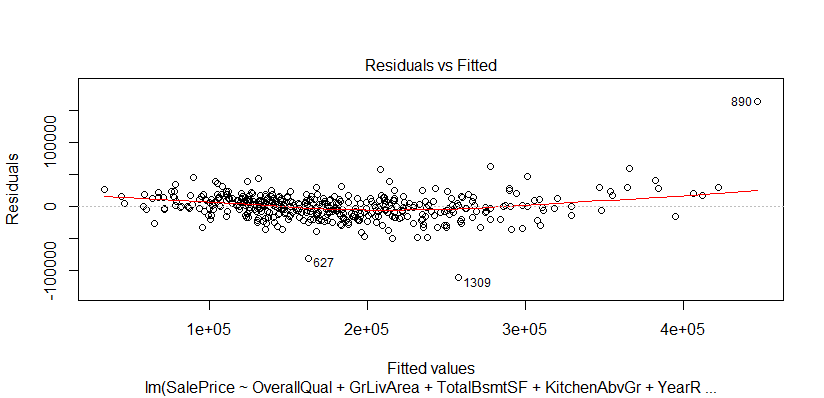 Residuals vs Fitted
Residuals
100000
0
-100000
890
627
1309
1e+05
2e+05
3e+05
4e+05
Fitted values
lm(SalePrice ~ OverallQual + GrLivArea + TotalBsmtSF + KitchenAbvGr + YearR ...